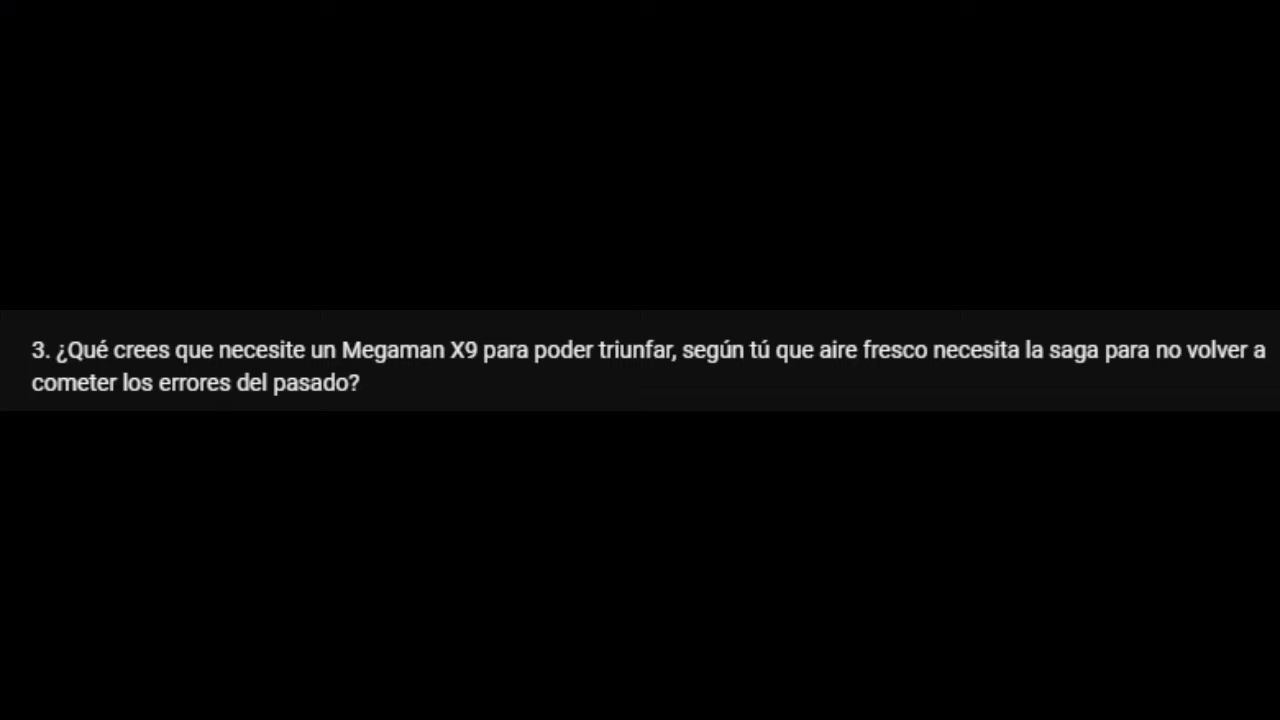 3. ¿Qué crees que necesite un Megaman X9 para poder triunfar, según tú que aire fresco necesita la saga para no volver a
cometer los errores del pasado?